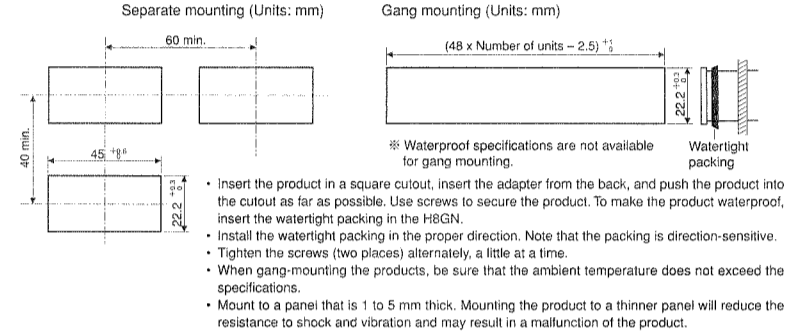 Separate mounting (Units: mm)
Gang mounting (Units: mm)
60 min.
(48 x Number of units – 2.5) +1 0
40 min.
45 +0.6 0
22.2 +0.3 0
22.2 +0.3 0
※ Waterproof specifications are not available
for gang mounting.
Watertight
packing
• Insert the product in a square cutout, insert the adapter from the back, and push the product into
the cutout as far as possible. Use screws to secure the product. To make the product waterproof,
insert the watertight packing in the H8GN.
• Install the watertight packing in the proper direction. Note that the packing is direction-sensitive.
• Tighten the screws (two places) alternately, a little at a time.
• When gang-mounting the products, be sure that the ambient temperature does not exceed the
specifications.
• Mount to a panel that is 1 to 5 mm thick. Mounting the product to a thinner panel will reduce the
resistance to shock and vibration and may result in a malfunction of the product.